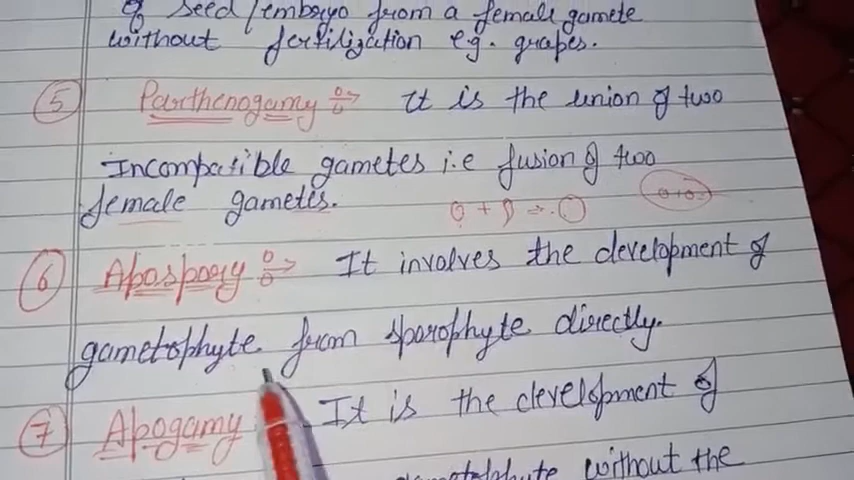 of seed/embryo from a female gamete
without fertilization eg. grapes.
5 Parthenogamy It is the union of two
Incompatible gametes i.e fusion of two
female gametes.
6 Apospory It involves the development of
gametophyte from sporophyte directly.
7 Apogamy It is the development of
gametophyte without the